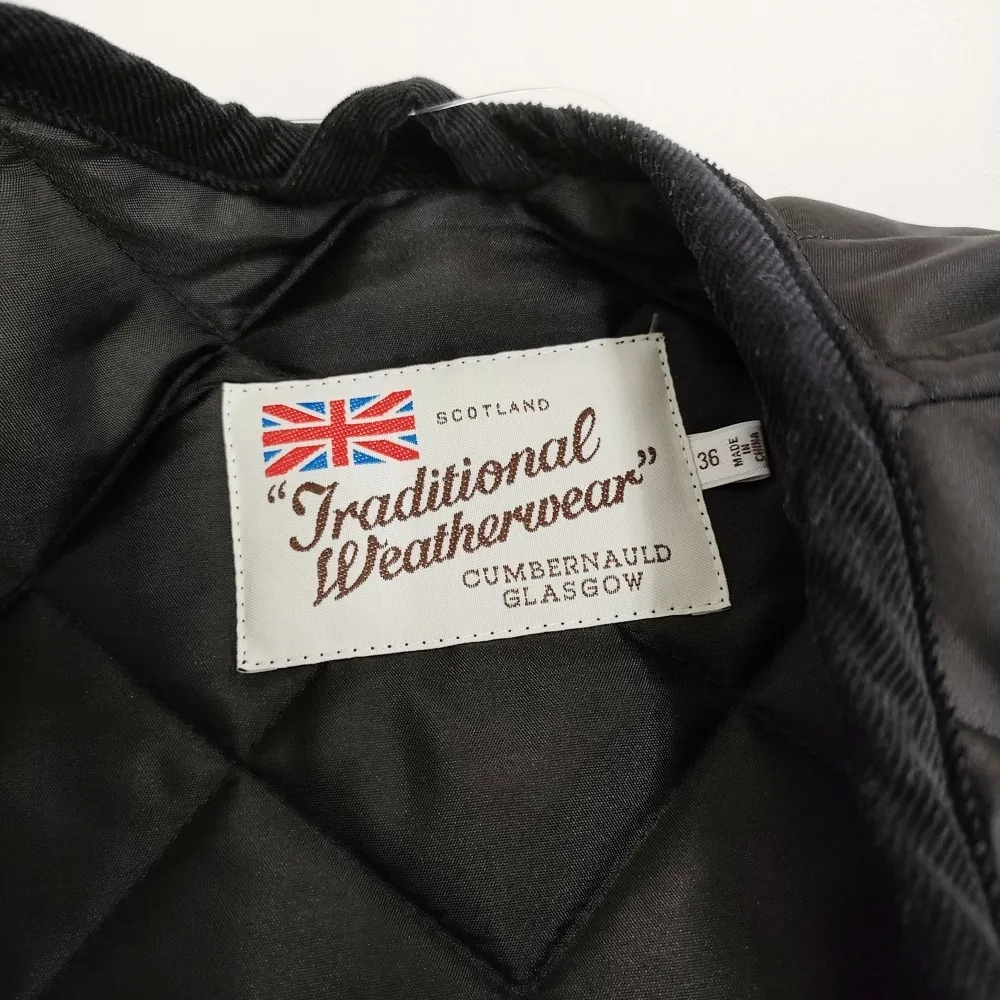 SCOTLAND
"Traditional
Weatherwear"
CUMBERNAULD
GLASGOW
36
MADE
IN
CHINA